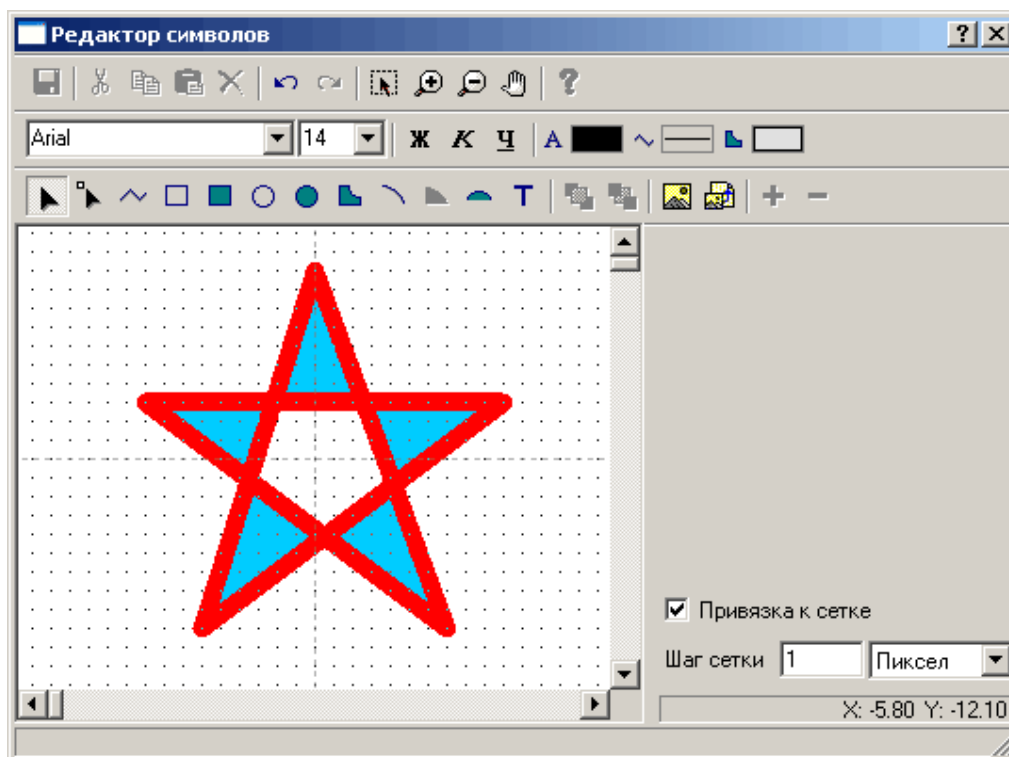 Редактор символов
Arial 14 Ж К Ч A
T
Привязка к сетке
Шаг сетки 1 Пиксел
X: -5.80 Y: -12.10